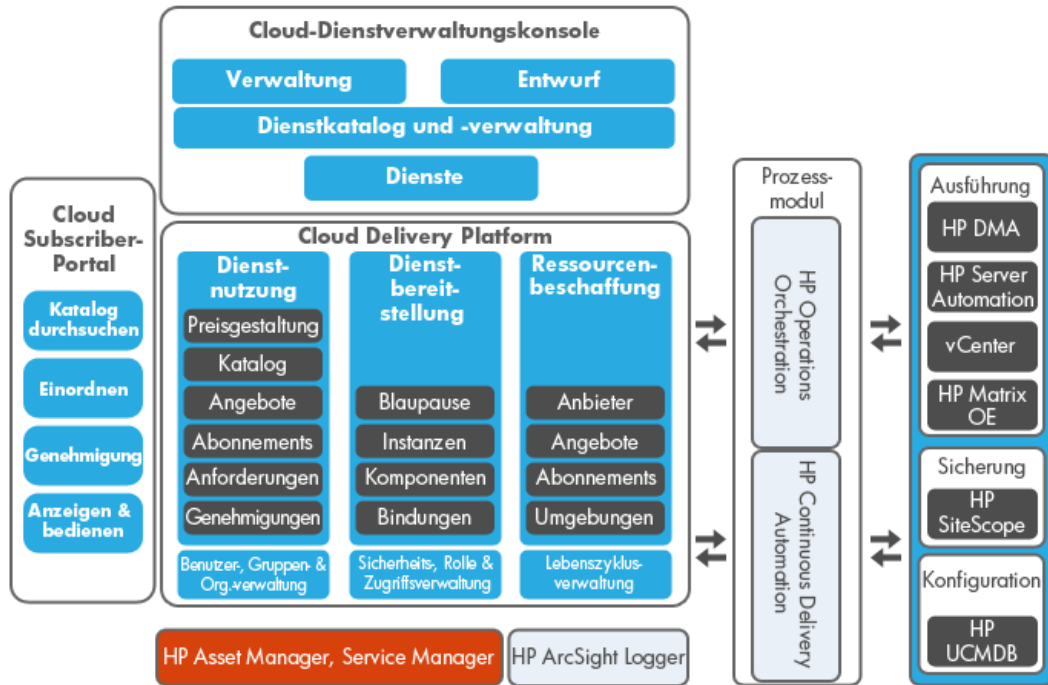 Cloud-Dienstverwaltungskonsole
Verwaltung
Entwurf
Dienstkatalog und -verwaltung
Dienste
Cloud
Subscriber-
Portal
Katalog
durchsuchen
Einordnen
Genehmigung
Anzeigen &
bedienen
Cloud Delivery Platform
Dienst-
nutzung
Preisgestaltung
Katalog
Angebote
Abonnements
Anforderungen
Genehmigungen
Benutzer-, Gruppen- &
Org.-verwaltung
Dienst-
bereit-
stellung
Blaupause
Instanzen
Komponenten
Bindungen
Sicherheits-, Rolle &
Zugriffsverwaltung
Ressourcen-
beschaffung
Anbieter
Angebote
Abonnements
Umgebungen
Lebenszyklus-
verwaltung
Prozess-
modul
HP Operations
Orchestration
HP Continuous Delivery
Automation
Ausführung
HP DMA
HP Server
Automation
vCenter
HP Matrix
OE
Sicherung
HP
SiteScope
Konfiguration
HP
UCMDB
HP Asset Manager, Service Manager
HP ArcSight Logger